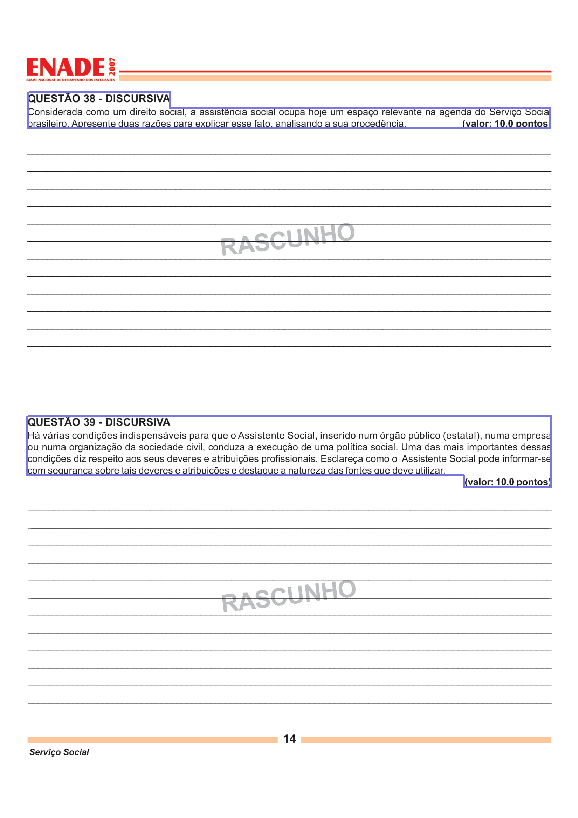 ENADE 2007
EXAME NACIONAL DE DESEMPENHO DOS ESTUDANTES
QUESTÃO 38 - DISCURSIVA
Considerada como um direito social, a assistência social ocupa hoje um espaço relevante na agenda do Serviço Social
brasileiro. Apresente duas razões para explicar esse fato, analisando a sua procedência. (valor: 10,0 pontos)
RASCUNHO
QUESTÃO 39 - DISCURSIVA
Há várias condições indispensáveis para que o Assistente Social, inserido num órgão público (estatal), numa empresa
ou numa organização da sociedade civil, conduza a execução de uma política social. Uma das mais importantes dessas
condições diz respeito aos seus deveres e atribuições profissionais. Esclareça como o Assistente Social pode informar-se
com segurança sobre tais deveres e atribuições e destaque a natureza das fontes que deve utilizar.
(valor: 10,0 pontos)
RASCUNHO
14
Serviço Social